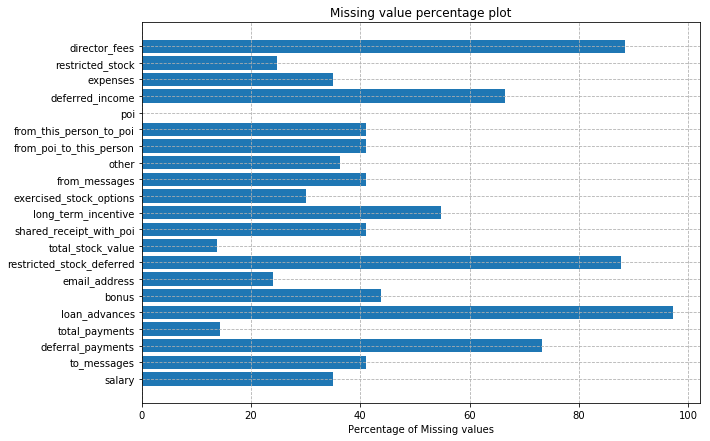 Missing value percentage plot
director_fees
restricted_stock
expenses
deferred_income
poi
from_this_person_to_poi
from_poi_to_this_person
other
from_messages
exercised_stock_options
long_term_incentive
shared_receipt_with_poi
total_stock_value
restricted_stock_deferred
email_address
bonus
loan_advances
total_payments
deferral_payments
to_messages
salary
0 20 40 60 80 100
Percentage of Missing values